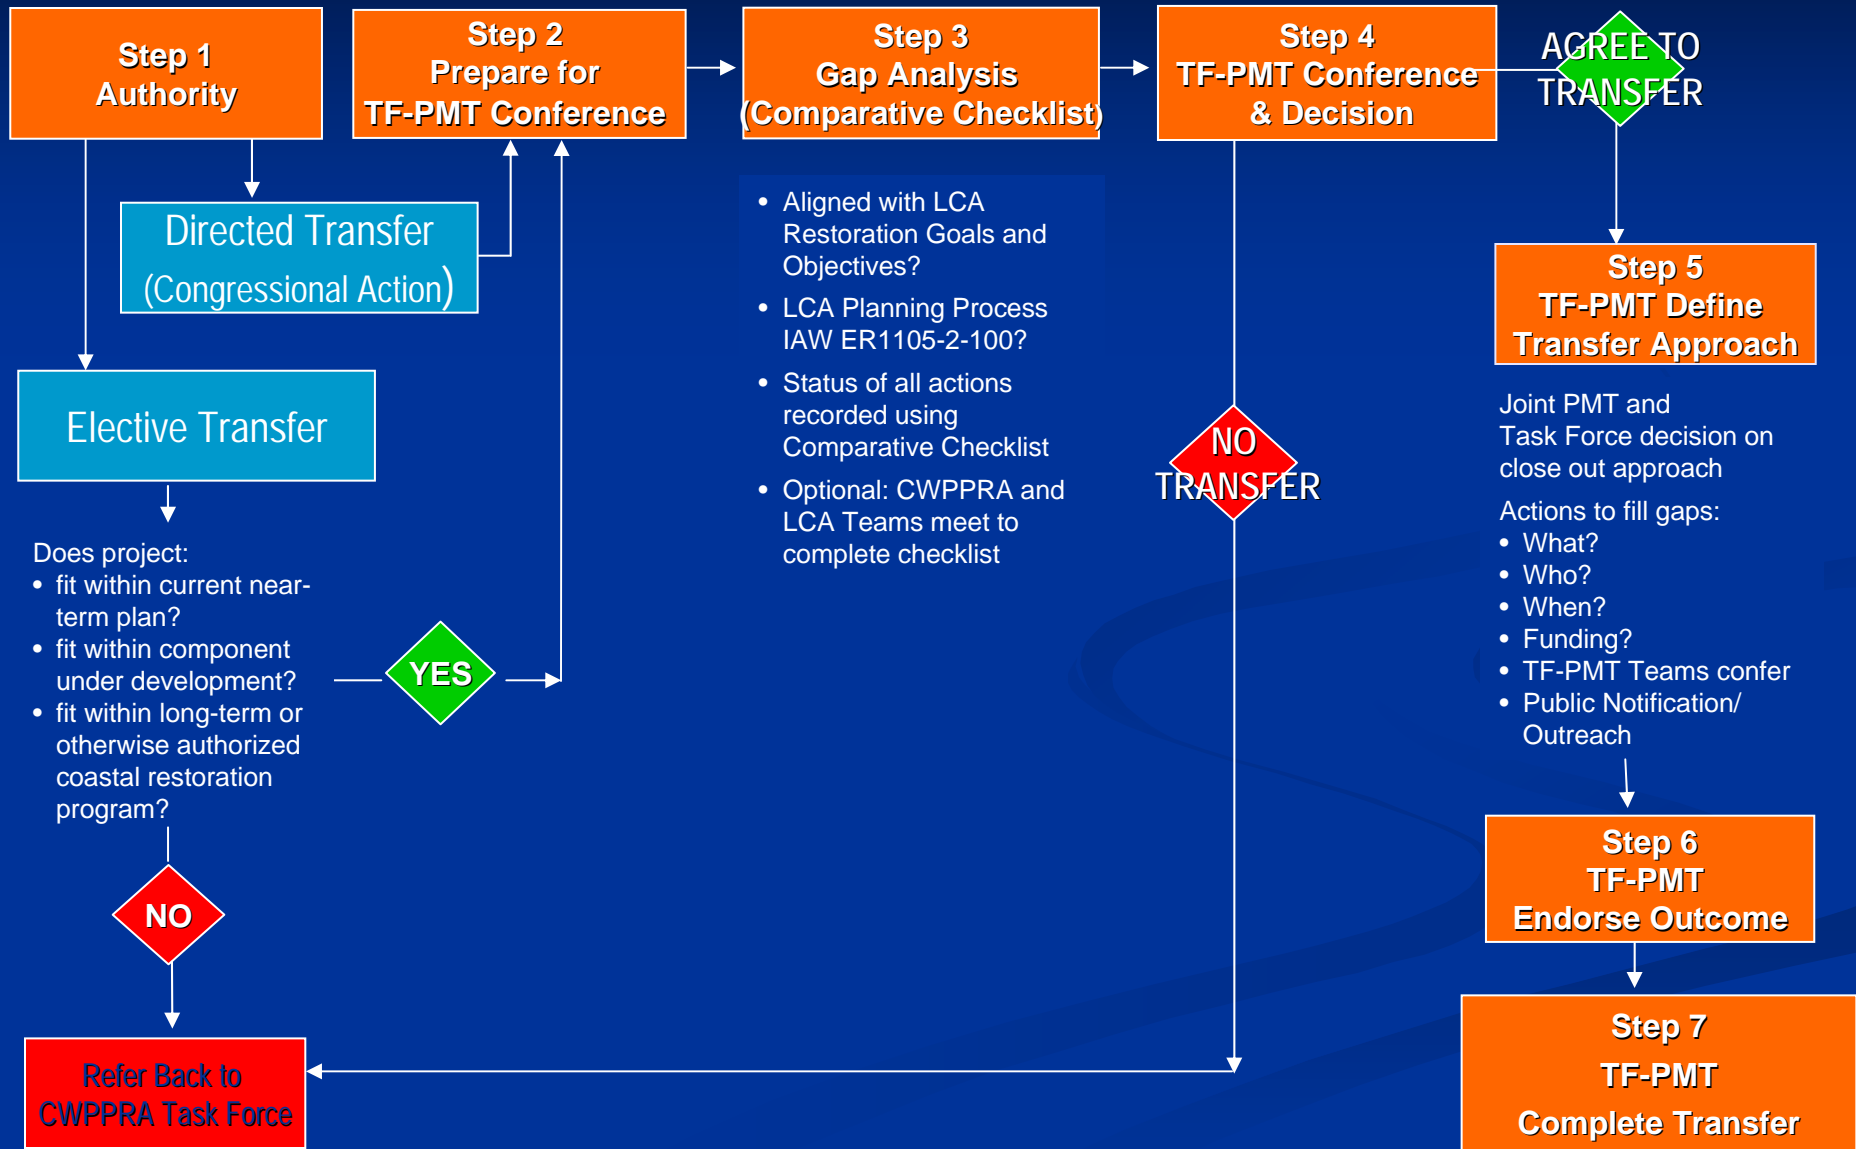 Step 1
Authority
Step 2
Prepare for
TF-PMT Conference
Step 3
Gap Analysis
(Comparative Checklist)
Step 4
TF-PMT Conference
& Decision
AGREE TO
TRANSFER
Directed Transfer
(Congressional Action)
Elective Transfer
Does project:
• fit within current near-
term plan?
• fit within component
under development?
• fit within long-term or
otherwise authorized
coastal restoration
program?
YES
NO
Refer Back to
CWPPRA Task Force
• Aligned with LCA
Restoration Goals and
Objectives?
• LCA Planning Process
IAW ER1105-2-100?
• Status of all actions
recorded using
Comparative Checklist
• Optional: CWPPRA and
LCA Teams meet to
complete checklist
NO
TRANSFER
Step 5
TF-PMT Define
Transfer Approach
Joint PMT and
Task Force decision on
close out approach
Actions to fill gaps:
• What?
• Who?
• When?
• Funding?
• TF-PMT Teams confer
• Public Notification/
Outreach
Step 6
TF-PMT
Endorse Outcome
Step 7
TF-PMT
Complete Transfer